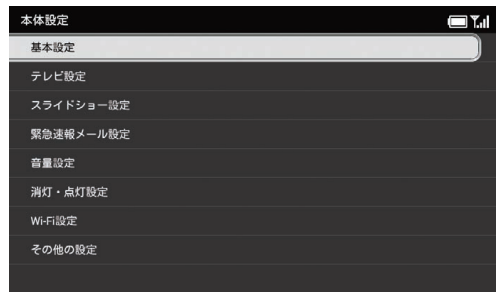 本体設定
基本設定
テレビ設定
スライドショー設定
緊急速報メール設定
音量設定
消灯・点灯設定
Wi-Fi設定
その他の設定